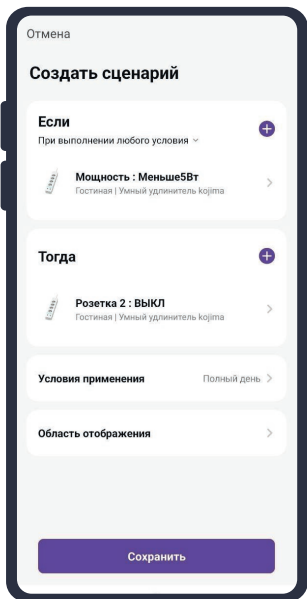 Отмена
Создать сценарий
Если
При выполнении любого условия
Мощность : Меньше5Вт
Гостиная | Умный удлинитель kojima
Тогда
Розетка 2 : ВЫКЛ
Гостиная | Умный удлинитель kojima
Условия применения Полный день
Область отображения
Сохранить